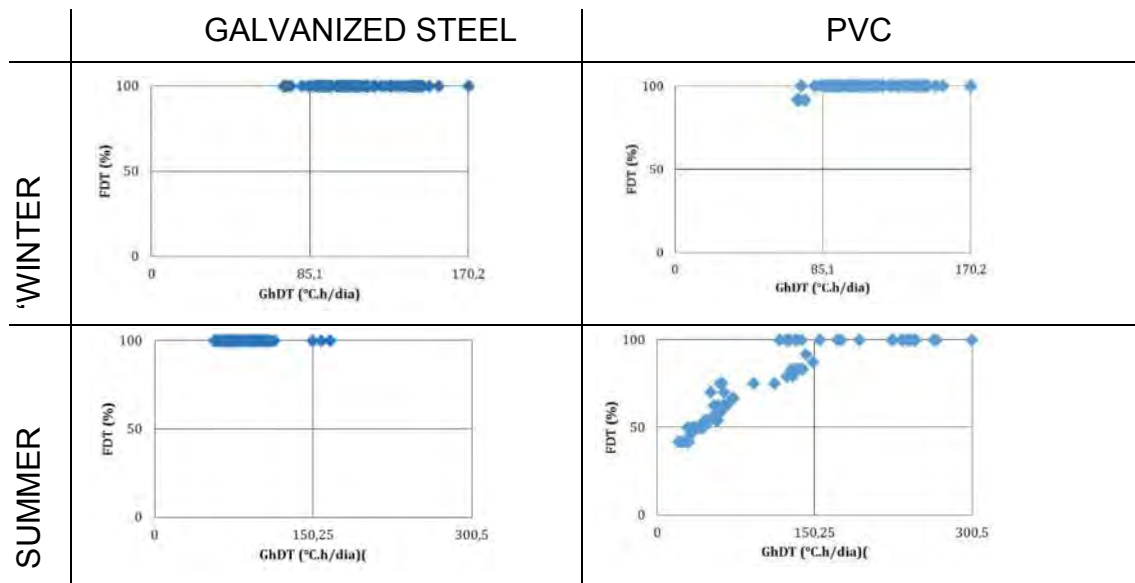 GALVANIZED STEEL
PVC
‘WINTER
100
50
0
FDT (%)
0
85,1
170,2
GhDT (°C.h/dia)
100
50
0
FDT (%)
0
85,1
170,2
GhDT (°C.h/dia)
SUMMER
100
50
0
FDT (%)
0
150,25
300,5
GhDT (°C.h/dia)(
100
50
0
FDT (%)
0
150,25
300,5
GhDT (°C.h/dia)(